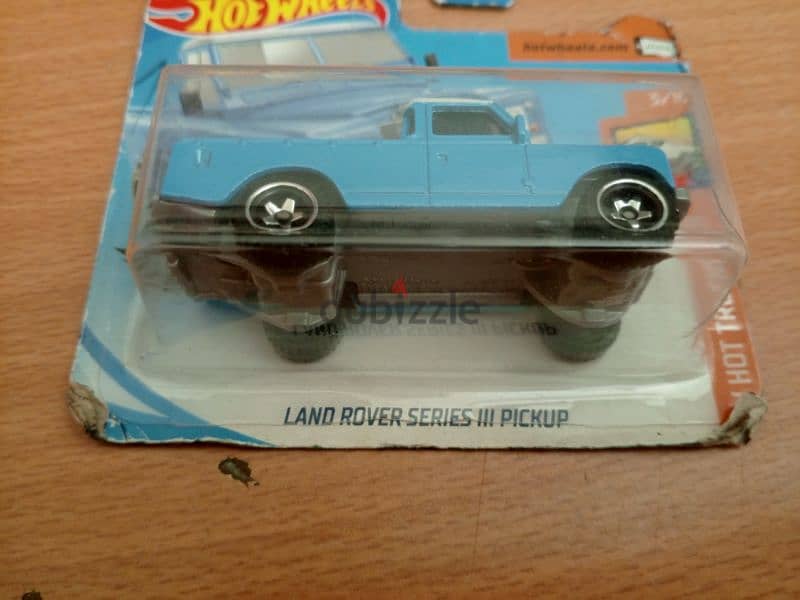 HOT WHEELS
hotwheels.com
HOT TR
dubizzle
LAND ROVER SERIES III PICKUP